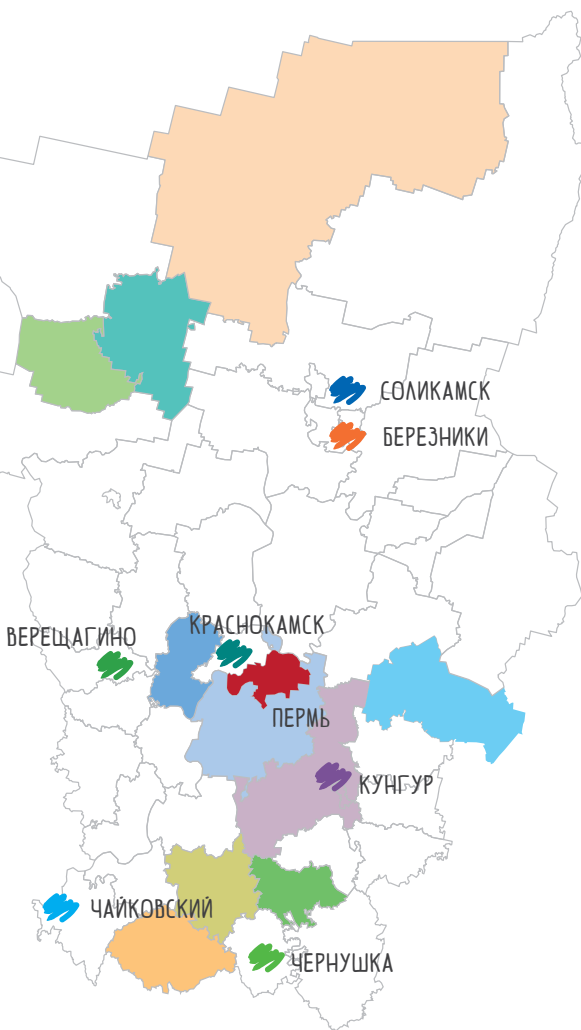 СОЛИКАМСК
БЕРЕЗНИКИ
КРАСНОКАМСК
ВЕРЕЩАГИНО
ПЕРМЬ
КУНГУР
ЧАЙКОВСКИЙ
ЧЕРНУШКА